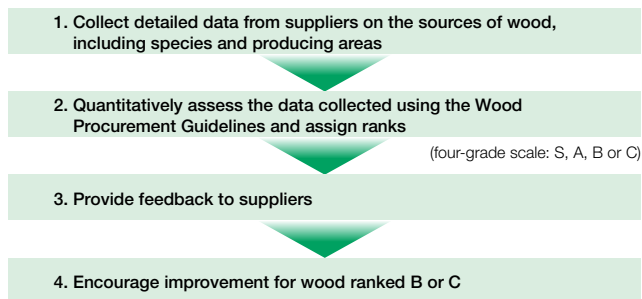 1. Collect detailed data from suppliers on the sources of wood,
including species and producing areas
2. Quantitatively assess the data collected using the Wood
Procurement Guidelines and assign ranks
(four-grade scale: S, A, B or C)
3. Provide feedback to suppliers
4. Encourage improvement for wood ranked B or C